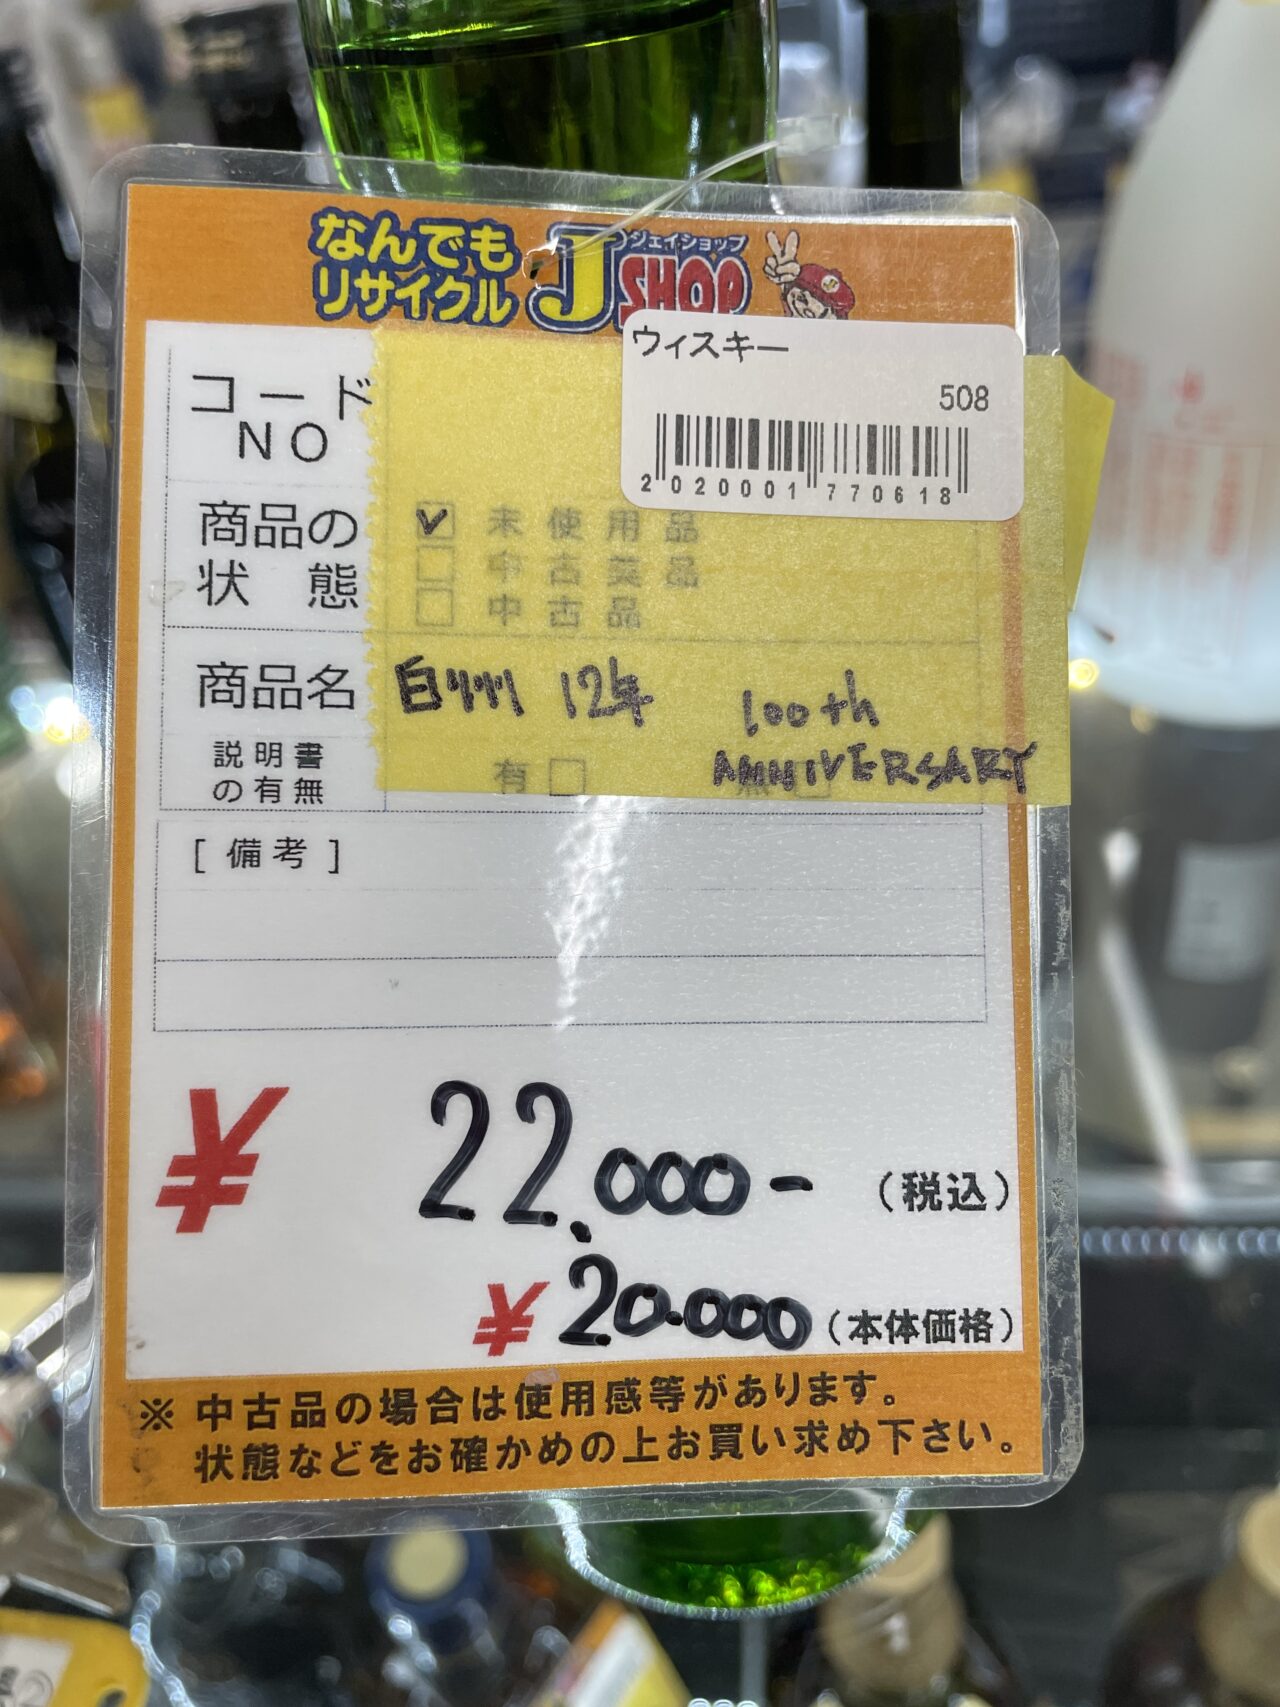 なんでも
リサイクル
ジェイショップ
J SHOP
ウィスキー
508
2 020001 770618
コード
NO
商品の
状態
✓ 未使用品
□ 中古美品
□ 中古品
商品名
白州 12年 100th
ANNIVERSARY
説明書
の有無
有 □ 無 □
[備考]
¥ 22,000- (税込)
¥ 20.000 (本体価格)
※中古品の場合は使用感等があります。
状態などをお確かめの上お買い求め下さい。